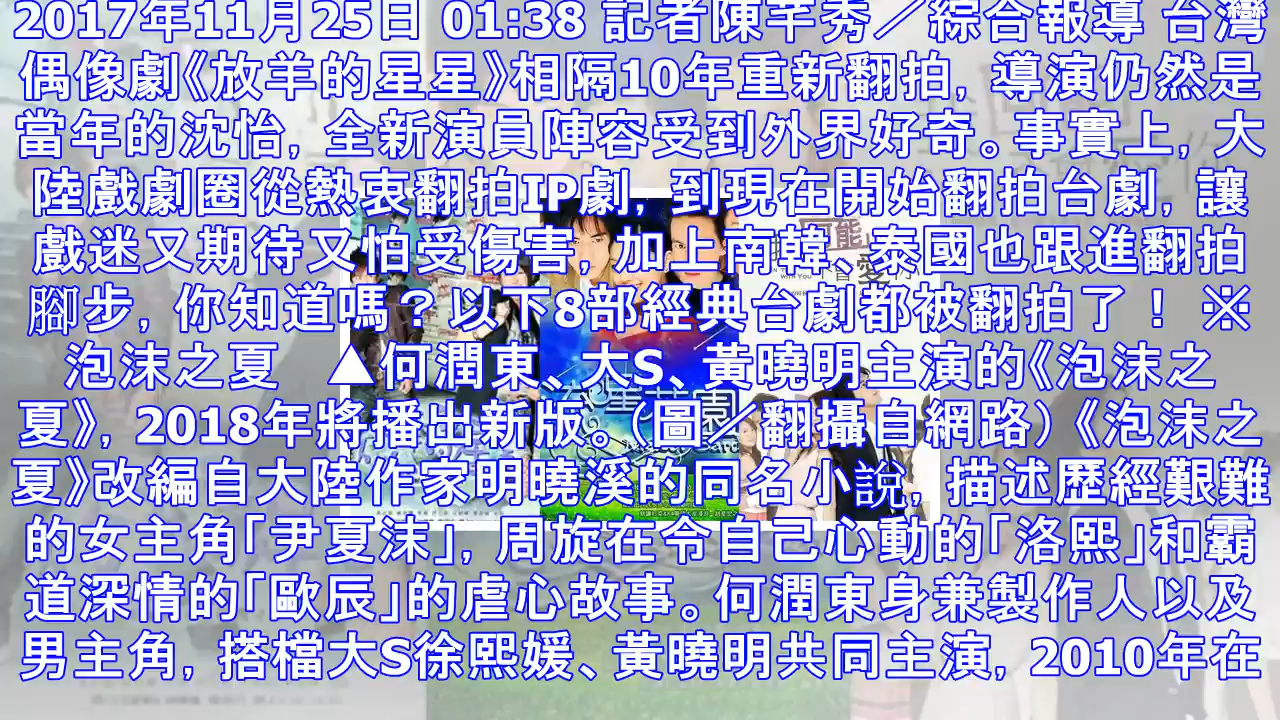 2017年11月25日 01:38 記者陳芊秀／綜合報導 台灣
偶像劇《放羊的星星》相隔10年重新翻拍, 導演仍然是
當年的沈怡, 全新演員陣容受到外界好奇。事實上, 大
陸戲劇圈從熱衷翻拍IP劇, 到現在開始翻拍台劇, 讓
戲迷又期待又怕受傷害, 加上南韓、泰國也跟進翻拍
腳步, 你知道嗎？以下8部經典台劇都被翻拍了！ ※
泡沫之夏　▲何潤東、大S、黃曉明主演的《泡沫之
夏》, 2018年將播出新版。（圖／翻攝自網路）《泡沫之
夏》改編自大陸作家明曉溪的同名小說, 描述歷經艱難
的女主角「尹夏沫」, 周旋在令自己心動的「洛熙」和霸
道深情的「歐辰」的虐心故事。何潤東身兼製作人以及
男主角, 搭檔大S徐熙媛、黃曉明共同主演, 2010年在